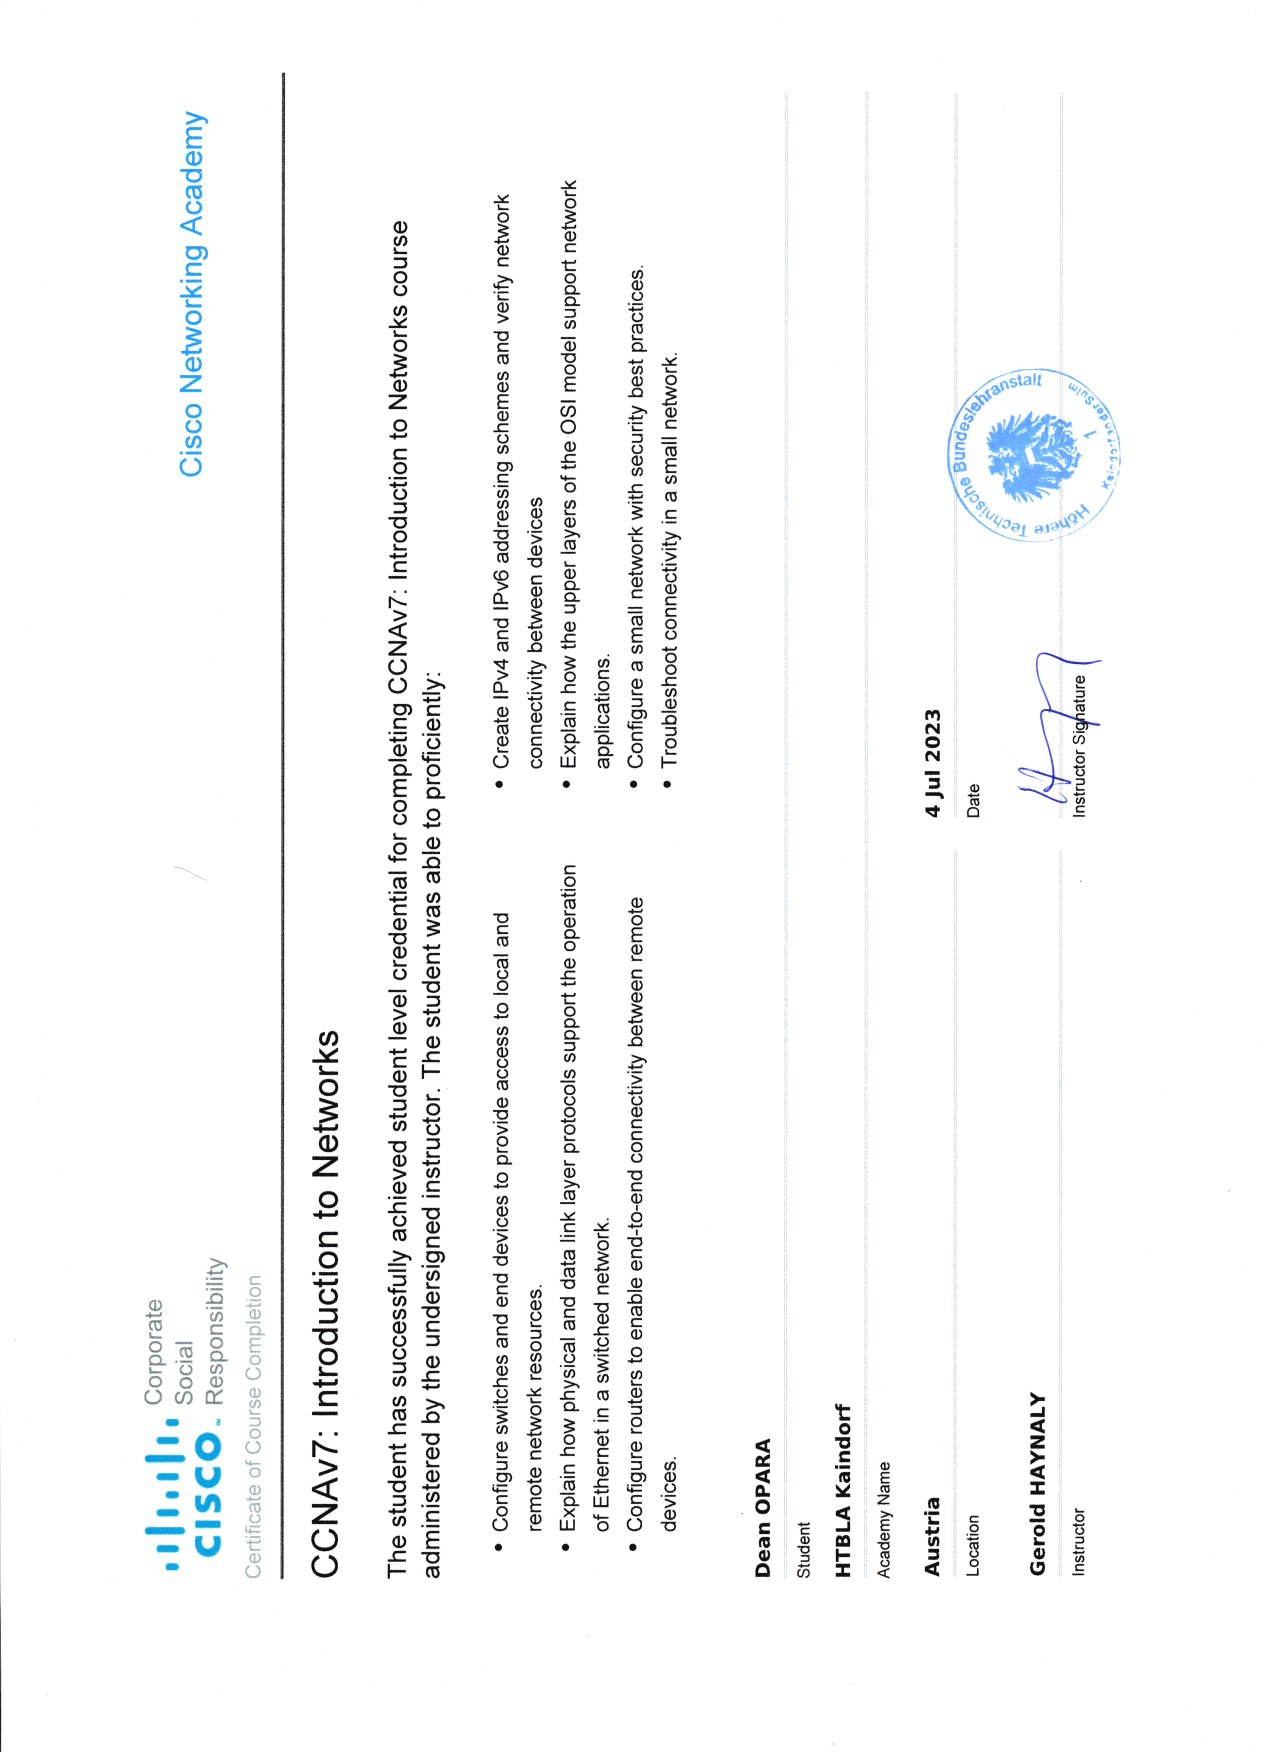 Corporate
Social
Responsibility
CISCO
Cisco Networking Academy
Certificate of Course Completion
CCNAv7: Introduction to Networks
The student has successfully achieved student level credential for completing CCNAv7: Introduction to Networks course
administered by the undersigned instructor. The student was able to proficiently:
• Configure switches and end devices to provide access to local and
remote network resources.
• Explain how physical and data link layer protocols support the operation
of Ethernet in a switched network.
• Configure routers to enable end-to-end connectivity between remote
devices.
• Create IPv4 and IPv6 addressing schemes and verify network
connectivity between devices
• Explain how the upper layers of the OSI model support network
applications.
• Configure a small network with security best practices.
• Troubleshoot connectivity in a small network.
Dean OPARA
Student
HTBLA Kaindorf
Academy Name
Austria
Location
4 Jul 2023
Date
Gerold HAYNALY
Instructor
Instructor Signature
Höhere Technische Bundeslehranstalt
1
Kaindorf an der Sulm